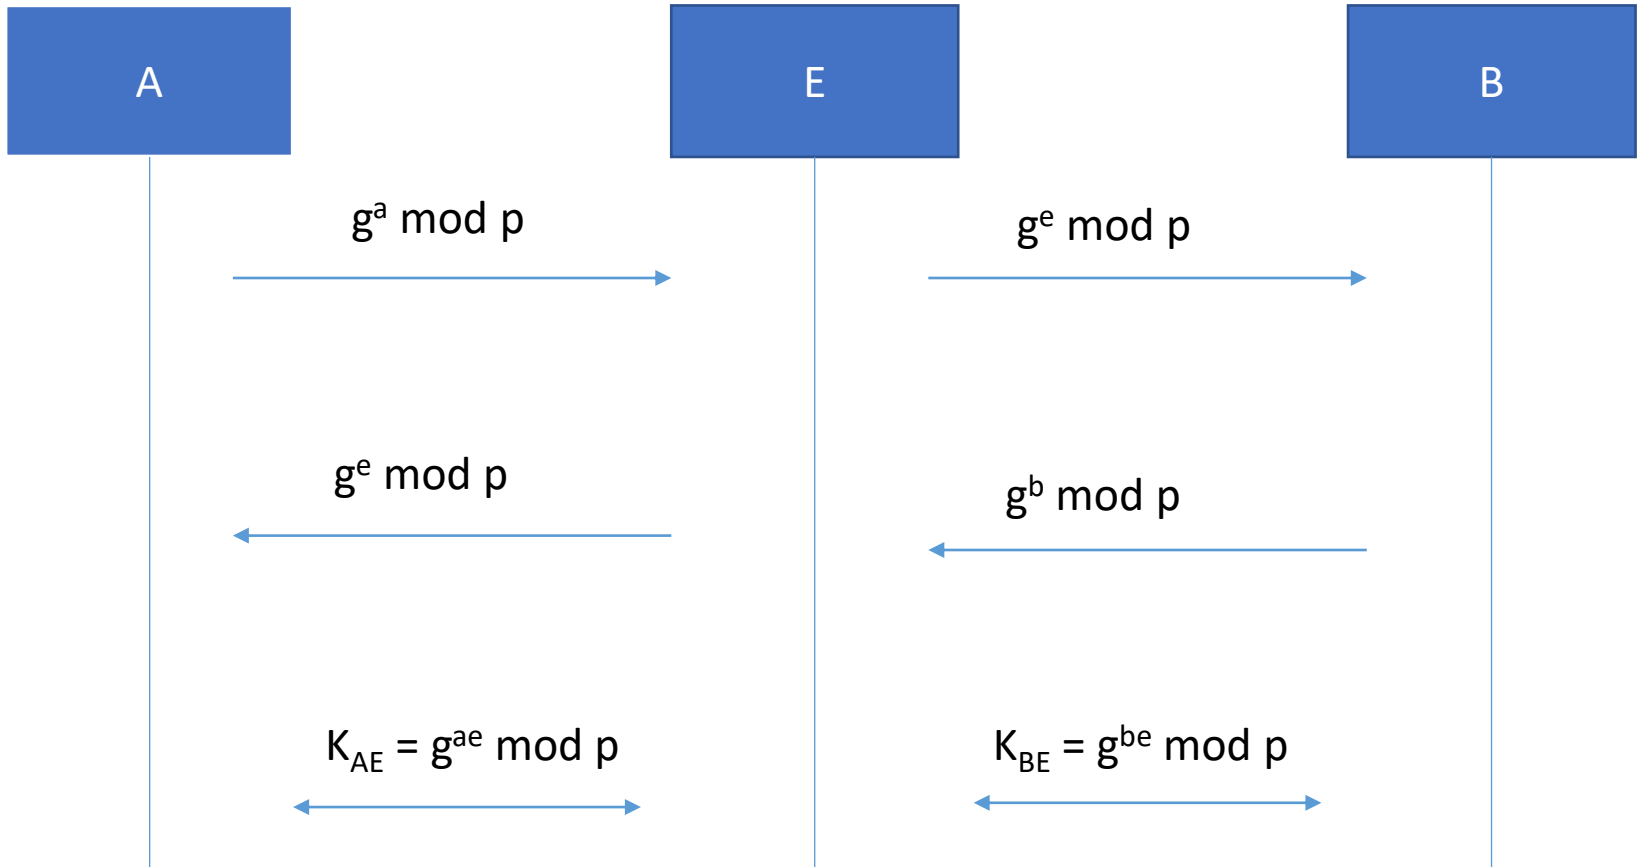 A
E
B
gᵃ mod p
gᵉ mod p
gᵉ mod p
gᵇ mod p
K_AE = gᵃᵉ mod p
K_BE = gᵇᵉ mod p